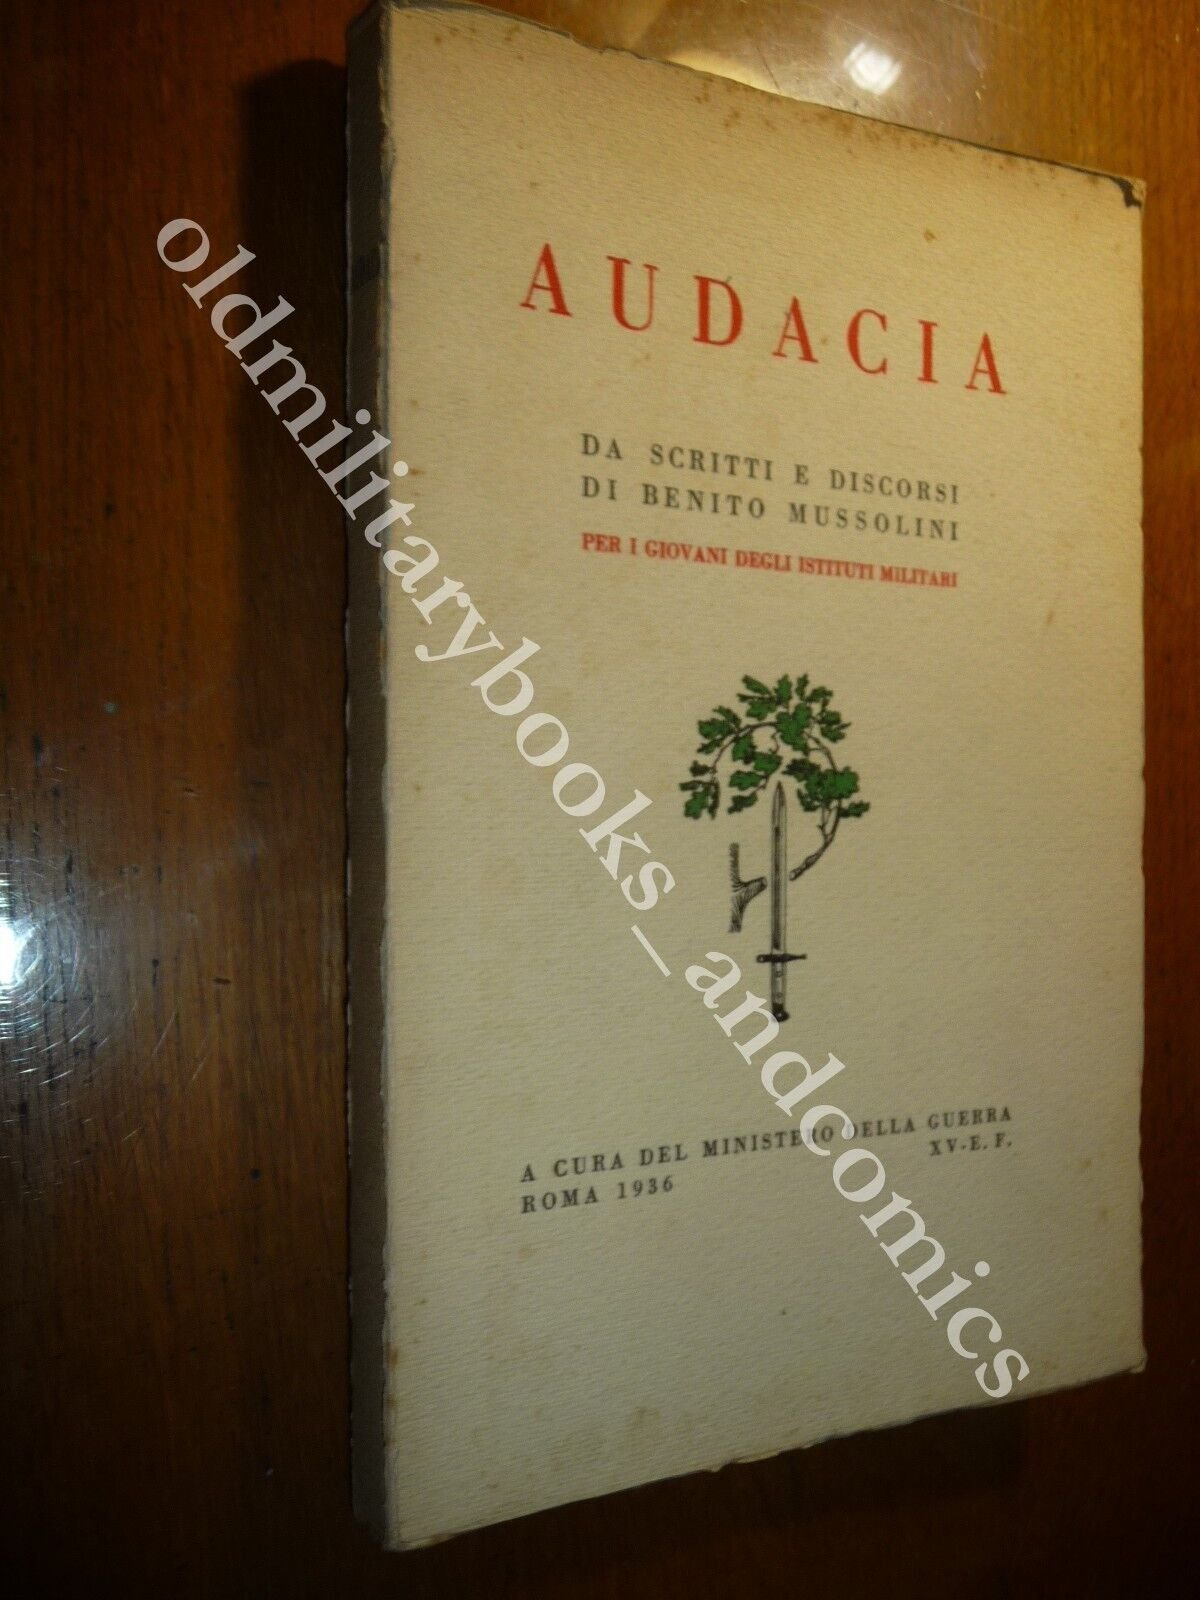 AUDACIA
DA SCRITTI E DISCORSI
DI BENITO MUSSOLINI
PER I GIOVANI DEGLI ISTITUTI MILITARI
A CURA DEL MINISTERO DELLA GUERRA
ROMA 1936 XV-E.F.
oldmilitarybooks_andcomics